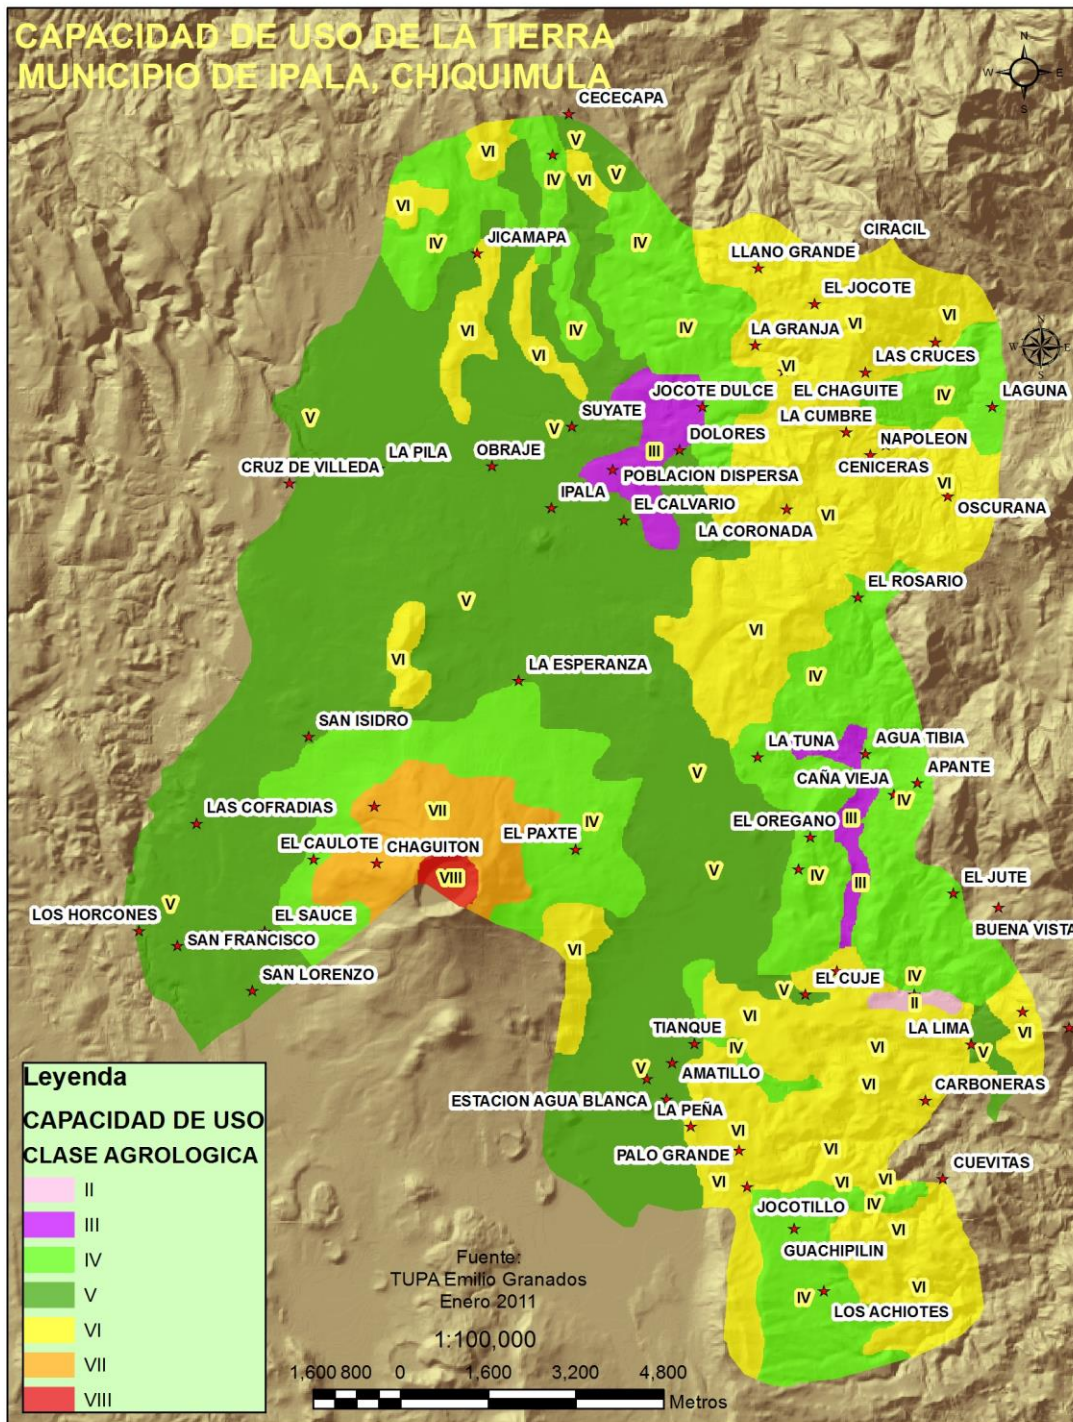 CAPACIDAD DE USO DE LA TIERRA
MUNICIPIO DE IPALA, CHIQUIMULA
N
W E
S
CECECAPA
V
VI
IV
VI
V
VI
CIRACIL
IV
JICAMAPA
IV
LLANO GRANDE
EL JOCOTE
VI
VI
N
W E
S
VI
IV
IV
LA GRANJA
VI
LAS CRUCES
VI
EL CHAGUITE
IV
LAGUNA
JOCOTE DULCE
LA CUMBRE
V
SUYATE
V
DOLORES
NAPOLEON
LA PILA
OBRAJE
III
CENICERAS
CRUZ DE VILLEDA
POBLACION DISPERSA
VI
IPALA
EL CALVARIO
OSCURANA
LA CORONADA
VI
EL ROSARIO
V
VI
VI
LA ESPERANZA
IV
SAN ISIDRO
LA TUNA
AGUA TIBIA
V
CAÑA VIEJA
APANTE
IV
LAS COFRADIAS
VII
EL OREGANO
III
EL PAXTE
IV
EL CAULOTE
CHAGUITON
VIII
V
IV
III
EL JUTE
V
LOS HORCONES
EL SAUCE
BUENA VISTA
SAN FRANCISCO
VI
SAN LORENZO
EL CUJE
IV
V
II
VI
TIANQUE
LA LIMA
VI
IV
VI
V
AMATILLO
V
VI
CARBONERAS
ESTACION AGUA BLANCA
LA PEÑA
VI
PALO GRANDE
VI
CUEVITAS
VI
VI
VI
IV
JOCOTILLO
VI
GUACHIPILIN
VI
IV
LOS ACHIOTES
Leyenda
CAPACIDAD DE USO
CLASE AGROLOGICA
II
III
IV
V
VI
VII
VIII
Fuente:
TUPA Emilio Granados
Enero 2011
1:100,000
1,600 800 0 1,600 3,200 4,800
Metros